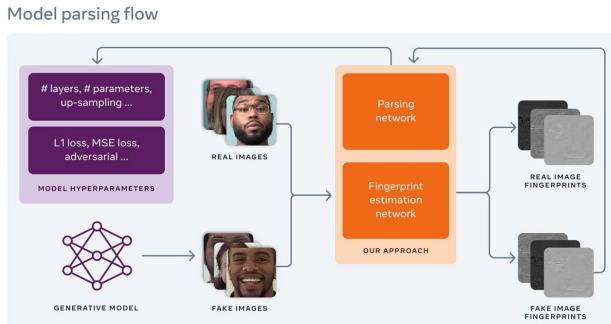 Model parsing flow
# layers, # parameters,
up-sampling ...
L1 loss, MSE loss,
adversarial ...
MODEL HYPERPARAMETERS
REAL IMAGES
Parsing
network
Fingerprint
estimation
network
OUR APPROACH
REAL IMAGE
FINGERPRINTS
GENERATIVE MODEL
FAKE IMAGES
FAKE IMAGE
FINGERPRINTS